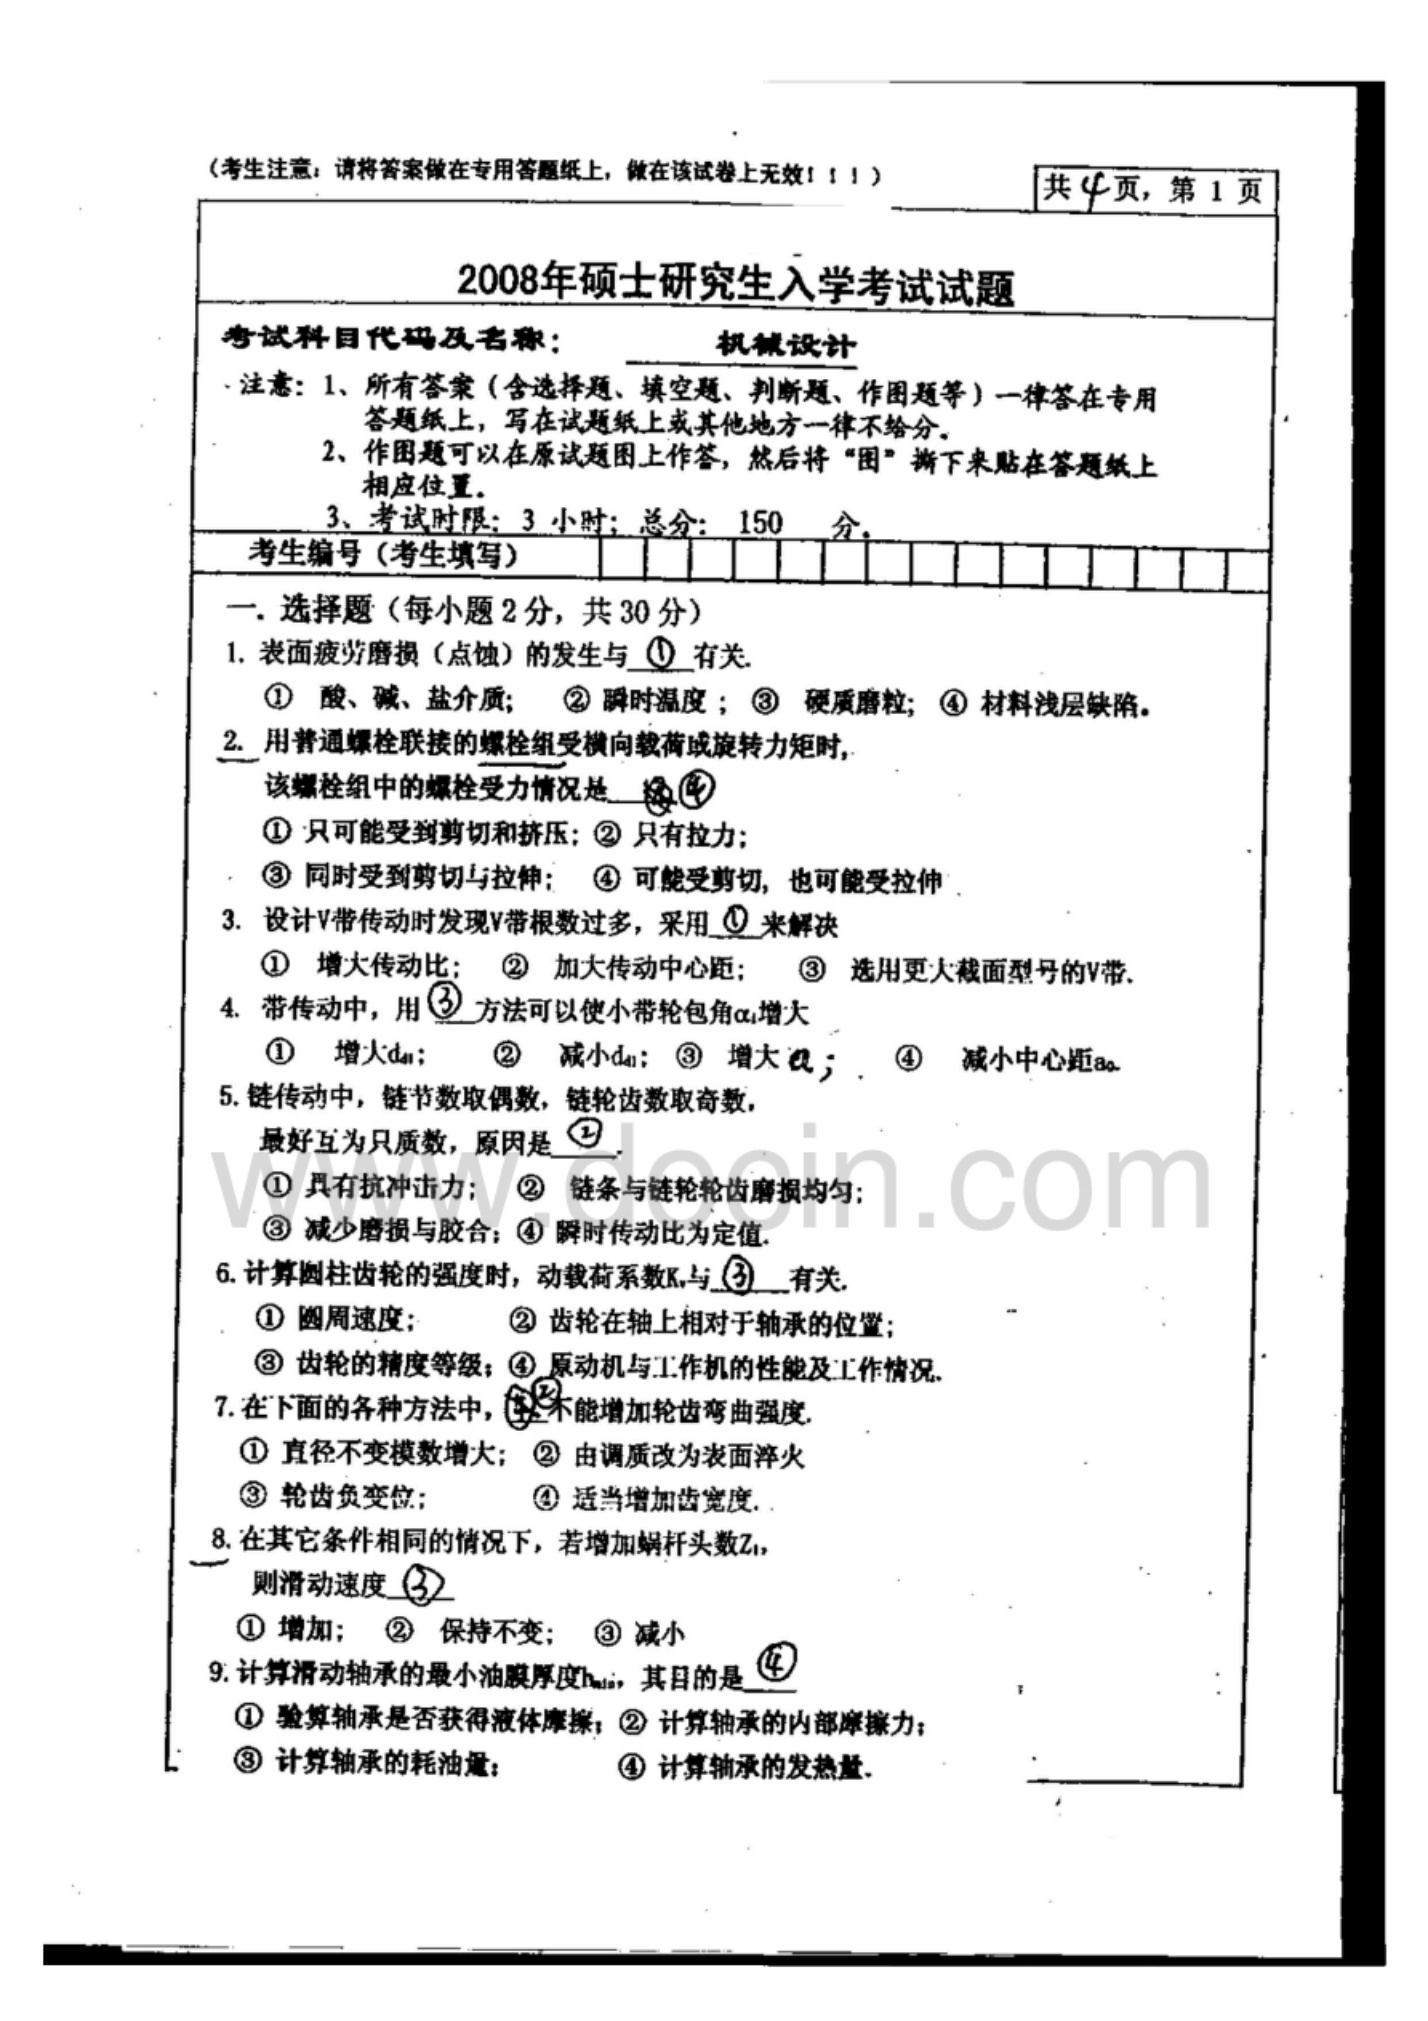 （考生注意：请将答案做在专用答题纸上，做在该试卷上无效！！！）
共4页，第 1 页
2008年硕士研究生入学考试试题
考试科目代码及名称： 机械设计
注意：1、所有答案（含选择题、填空题、判断题、作图题等）一律答在专用
答题纸上，写在试题纸上或其他地方一律不给分。
2、作图题可以在原试题图上作答，然后将“图”撕下来贴在答题纸上
相应位置。
3、考试时限：3 小时；总分： 150 分。
考生编号（考生填写）
一. 选择题（每小题2分，共30分）
1. 表面疲劳磨损（点蚀）的发生与 ① 有关.
① 酸、碱、盐介质； ② 瞬时温度； ③ 硬质磨粒； ④ 材料浅层缺陷。
2. 用普通螺栓联接的螺栓组受横向载荷或旋转力矩时,
该螺栓组中的螺栓受力情况是 ④
① 只可能受到剪切和挤压；② 只有拉力；
③ 同时受到剪切与拉伸； ④ 可能受剪切，也可能受拉伸
3. 设计V带传动时发现V带根数过多，采用 ① 来解决
① 增大传动比； ② 加大传动中心距； ③ 选用更大截面型号的V带.
4. 带传动中，用 ③ 方法可以使小带轮包角α₁增大
① 增大dd1； ② 减小dd1； ③ 增大 a； ④ 减小中心距a₀.
5. 链传动中，链节数取偶数，链轮齿数取奇数,
最好互为只质数，原因是 ② .
www.docin.com
① 具有抗冲击力； ② 链条与链轮轮齿磨损均匀；
③ 减少磨损与胶合；④ 瞬时传动比为定值.
6. 计算圆柱齿轮的强度时，动载荷系数Kv与 ③ 有关.
① 圆周速度； ② 齿轮在轴上相对于轴承的位置；
③ 齿轮的精度等级；④ 原动机与工作机的性能及工作情况.
7. 在下面的各种方法中， ② 不能增加轮齿弯曲强度.
① 直径不变模数增大； ② 由调质改为表面淬火
③ 轮齿负变位； ④ 适当增加齿宽度.
8. 在其它条件相同的情况下，若增加蜗杆头数Z₁,
则滑动速度 ③
① 增加； ② 保持不变； ③ 减小
9. 计算滑动轴承的最小油膜厚度hmin，其目的是 ④
① 验算轴承是否获得液体摩擦；② 计算轴承的内部摩擦力；
③ 计算轴承的耗油量； ④ 计算轴承的发热量.